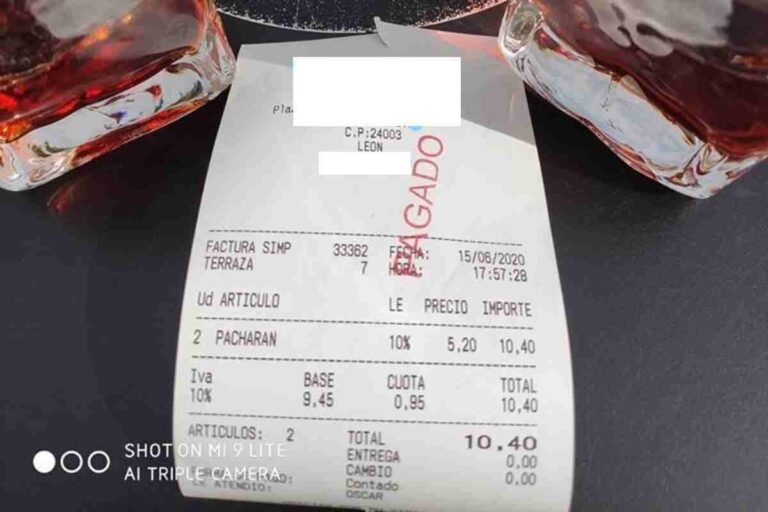 C.P:24003
LEON
PAGADO
FACTURA SIMP 33362 FECHA: 15/06/2020
TERRAZA 7 HORA: 17:57:28
Ud ARTICULO LE PRECIO IMPORTE
2 PACHARAN 10% 5,20 10,40
Iva BASE CUOTA TOTAL
10% 9,45 0,95 10,40
ARTICULOS: 2 TOTAL 10,40
ENTREGA 0,00
CAMBIO 0,00
Contado
LE ATENDIO: OSCAR
SHOT ON MI 9 LITE
AI TRIPLE CAMERA